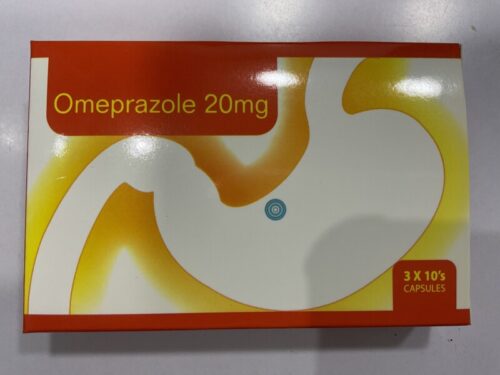 Omeprazole 20mg
3 X 10's
CAPSULES